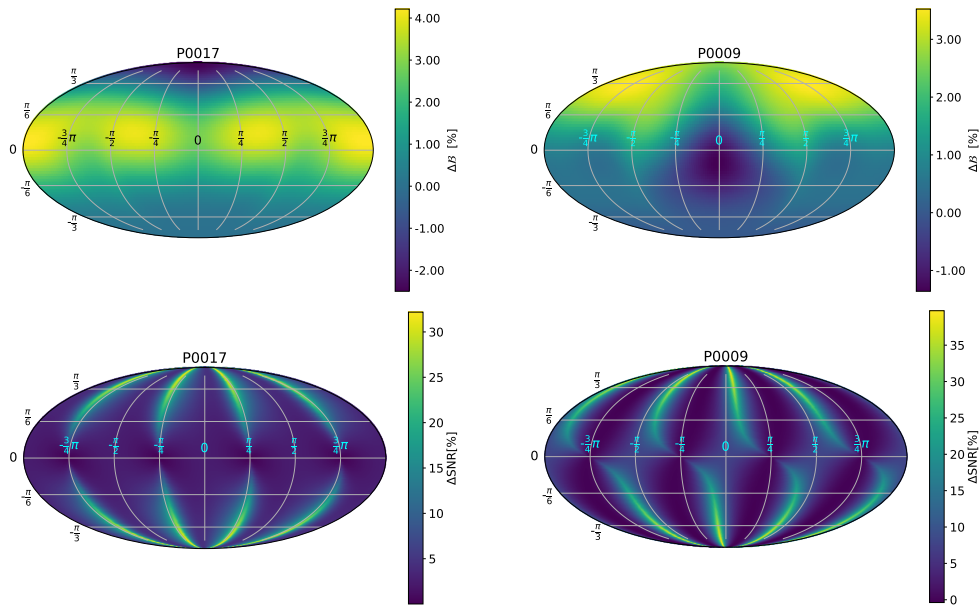 P0017
π/3
π/6
0
-π/6
-π/3
-3/4π
-π/2
-π/4
0
π/4
π/2
3/4π
4.00
3.00
2.00
1.00
0.00
-1.00
-2.00
Δℬ [%]
P0009
π/3
π/6
0
-π/6
-π/3
-3/4π
-π/2
-π/4
0
π/4
π/2
3/4π
3.00
2.00
1.00
0.00
-1.00
Δℬ [%]
P0017
π/3
π/6
0
-π/6
-π/3
-3/4π
-π/2
-π/4
0
π/4
π/2
3/4π
30
25
20
15
10
5
ΔSNR[%]
P0009
π/3
π/6
0
-π/6
-π/3
-3/4π
-π/2
-π/4
0
π/4
π/2
3/4π
35
30
25
20
15
10
5
0
ΔSNR[%]